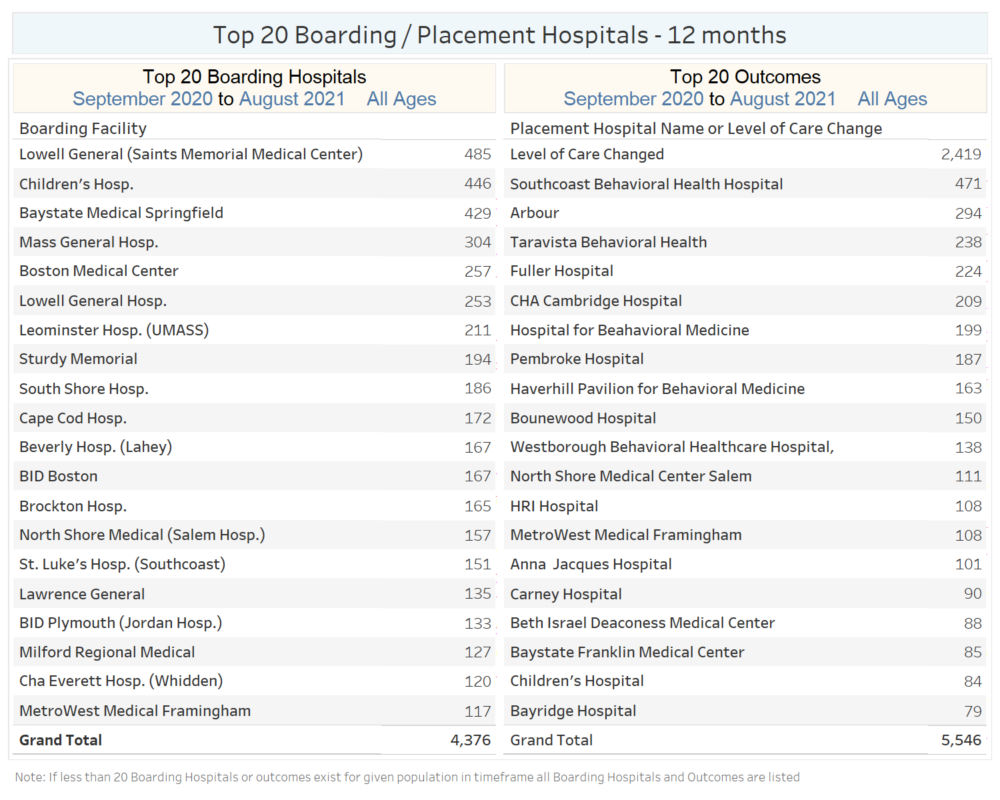 Top 20 Boarding / Placement Hospitals - 12 months
Top 20 Boarding Hospitals
September 2020 to August 2021 All Ages
Boarding Facility
Lowell General (Saints Memorial Medical Center) 485
Children's Hosp. 446
Baystate Medical Springfield 429
Mass General Hosp. 304
Boston Medical Center 257
Lowell General Hosp. 253
Leominster Hosp. (UMASS) 211
Sturdy Memorial 194
South Shore Hosp. 186
Cape Cod Hosp. 172
Beverly Hosp. (Lahey) 167
BID Boston 167
Brockton Hosp. 165
North Shore Medical (Salem Hosp.) 157
St. Luke's Hosp. (Southcoast) 151
Lawrence General 135
BID Plymouth (Jordan Hosp.) 133
Milford Regional Medical 127
Cha Everett Hosp. (Whidden) 120
MetroWest Medical Framingham 117
Grand Total 4,376
Top 20 Outcomes
September 2020 to August 2021 All Ages
Placement Hospital Name or Level of Care Change
Level of Care Changed 2,419
Southcoast Behavioral Health Hospital 471
Arbour 294
Taravista Behavioral Health 238
Fuller Hospital 224
CHA Cambridge Hospital 209
Hospital for Beahavioral Medicine 199
Pembroke Hospital 187
Haverhill Pavilion for Behavioral Medicine 163
Bounewood Hospital 150
Westborough Behavioral Healthcare Hospital, 138
North Shore Medical Center Salem 111
HRI Hospital 108
MetroWest Medical Framingham 108
Anna  Jacques Hospital 101
Carney Hospital 90
Beth Israel Deaconess Medical Center 88
Baystate Franklin Medical Center 85
Children's Hospital 84
Bayridge Hospital 79
Grand Total 5,546
Note: If less than 20 Boarding Hospitals or outcomes exist for given population in timeframe all Boarding Hospitals and Outcomes are listed